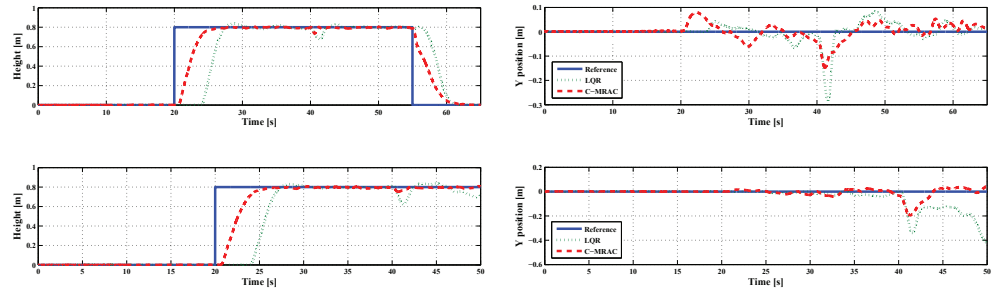 Height [m]
1
0.8
0.6
0.4
0.2
0
0 10 20 30 40 50 60
Time [s]
Y position [m]
0.1
0
−0.1
−0.2
−0.3
Reference
LQR
C−MRAC
0 10 20 30 40 50 60
Time [s]
Height [m]
1
0.8
0.6
0.4
0.2
0
0 5 10 15 20 25 30 35 40 45 50
Time [s]
Y position [m]
0.2
0
−0.2
−0.4
−0.6
Reference
LQR
C−MRAC
0 5 10 15 20 25 30 35 40 45 50
Time [s]